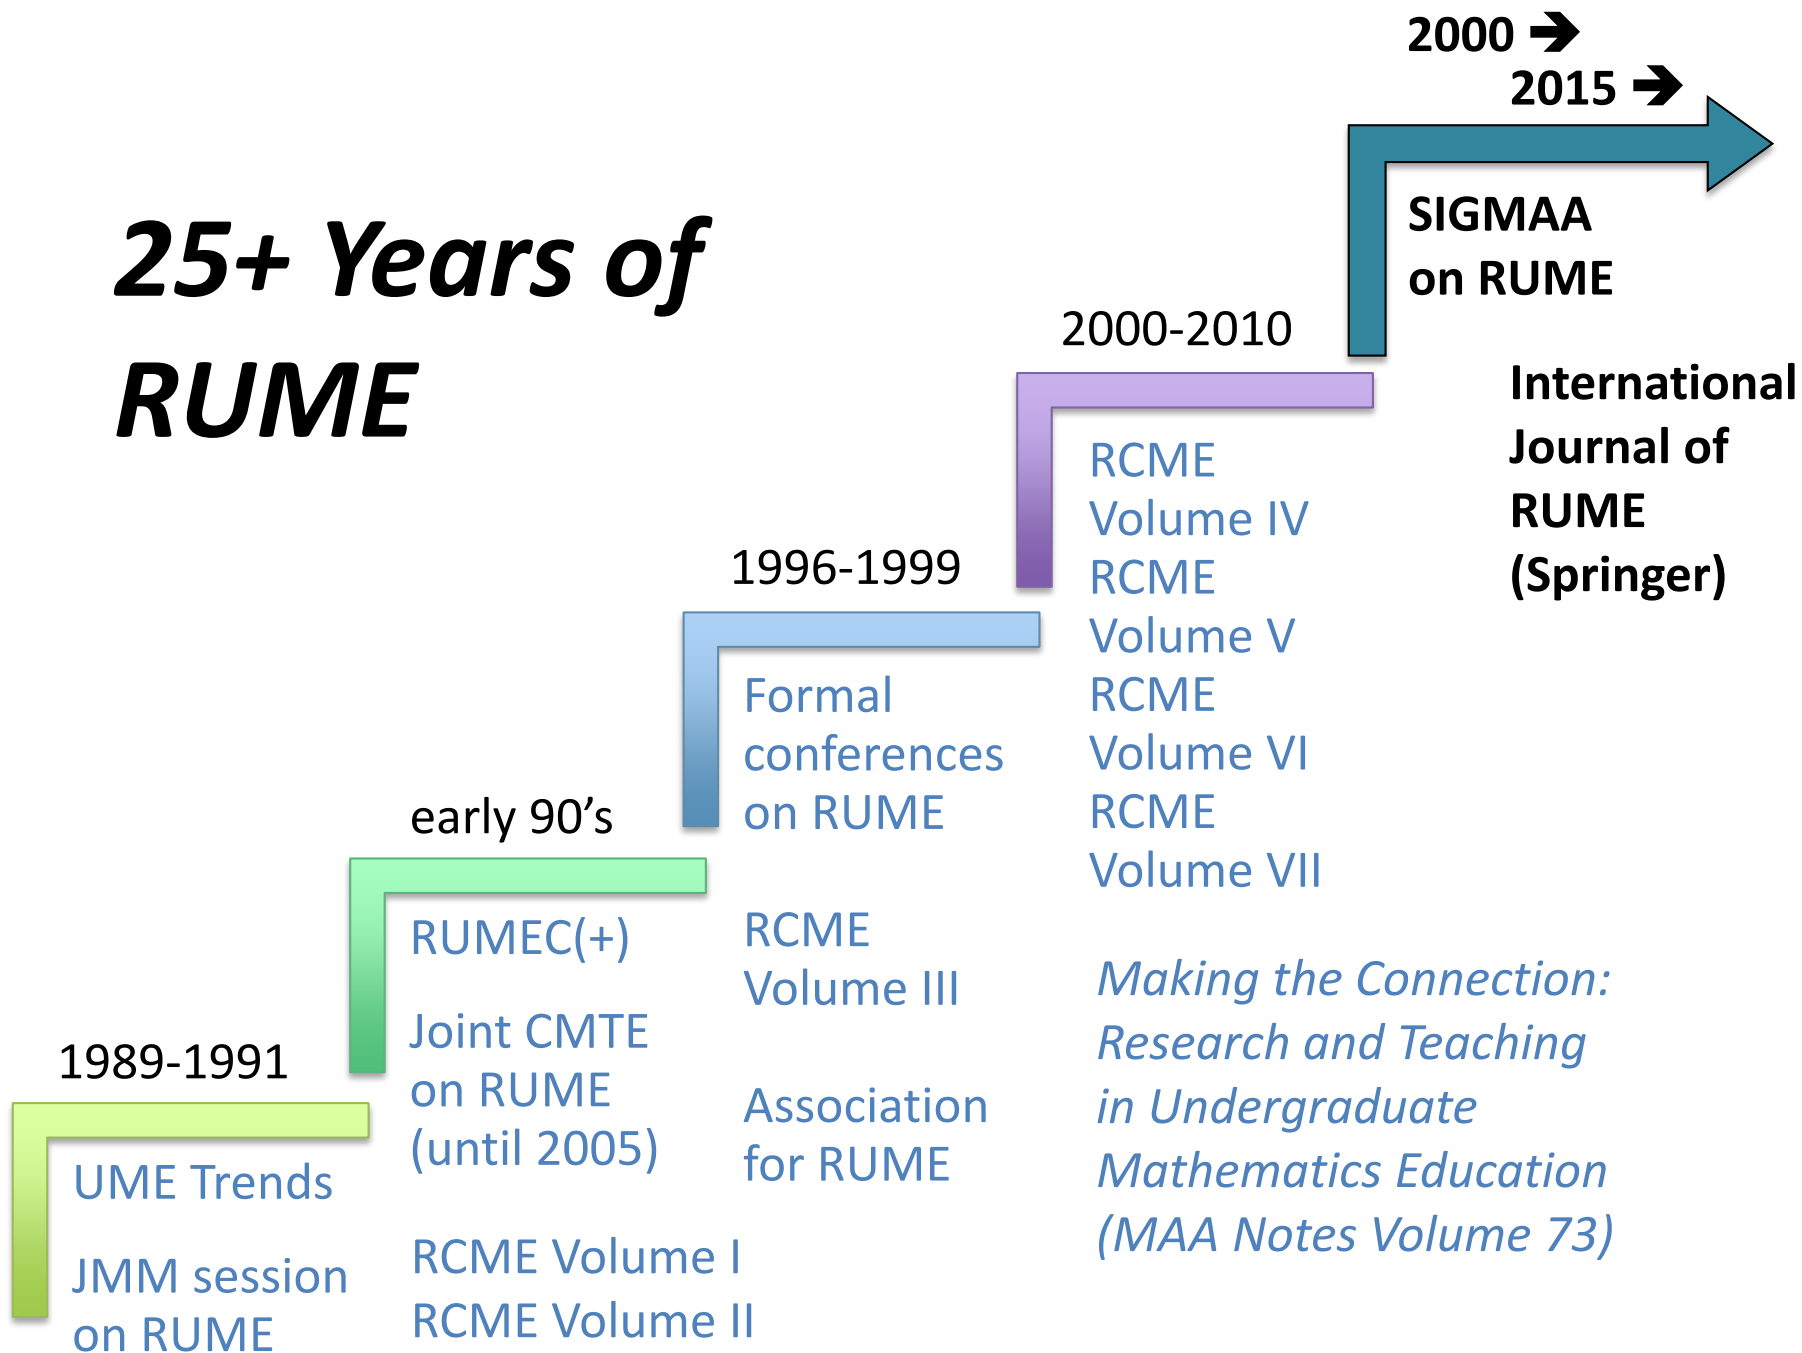 25+ Years of
RUME
1989-1991
UME Trends
JMM session
on RUME
early 90’s
RUMEC(+)
Joint CMTE
on RUME
(until 2005)
RCME Volume I
RCME Volume II
1996-1999
Formal
conferences
on RUME
RCME
Volume III
Association
for RUME
2000-2010
RCME
Volume IV
RCME
Volume V
RCME
Volume VI
RCME
Volume VII
Making the Connection:
Research and Teaching
in Undergraduate
Mathematics Education
(MAA Notes Volume 73)
2000 🡺
2015 🡺
SIGMAA
on RUME
International
Journal of
RUME
(Springer)